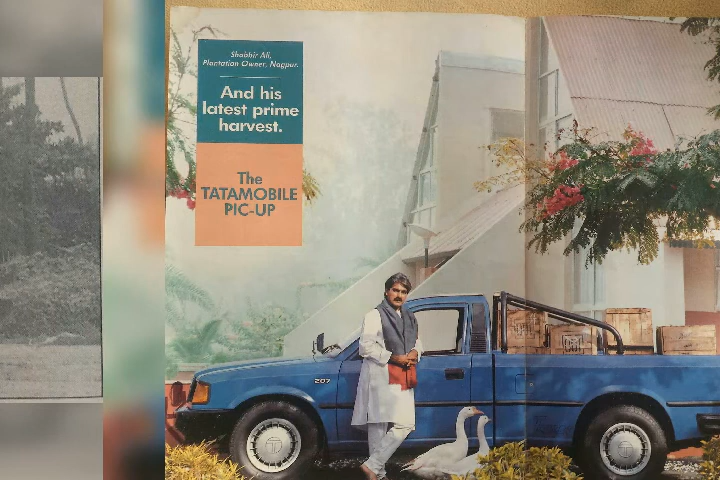 Shabbir Ali,
Plantation Owner, Nagpur.
And his
latest prime
harvest.
The
TATAMOBILE
PIC-UP
207